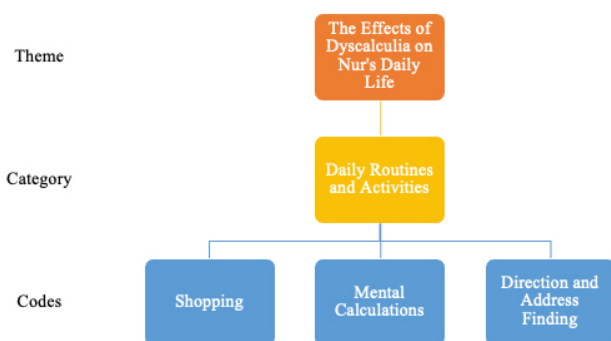 Theme
The Effects of
Dyscalculia on
Nur's Daily
Life
Category
Daily Routines
and Activities
Codes
Shopping
Mental
Calculations
Direction and
Address
Finding